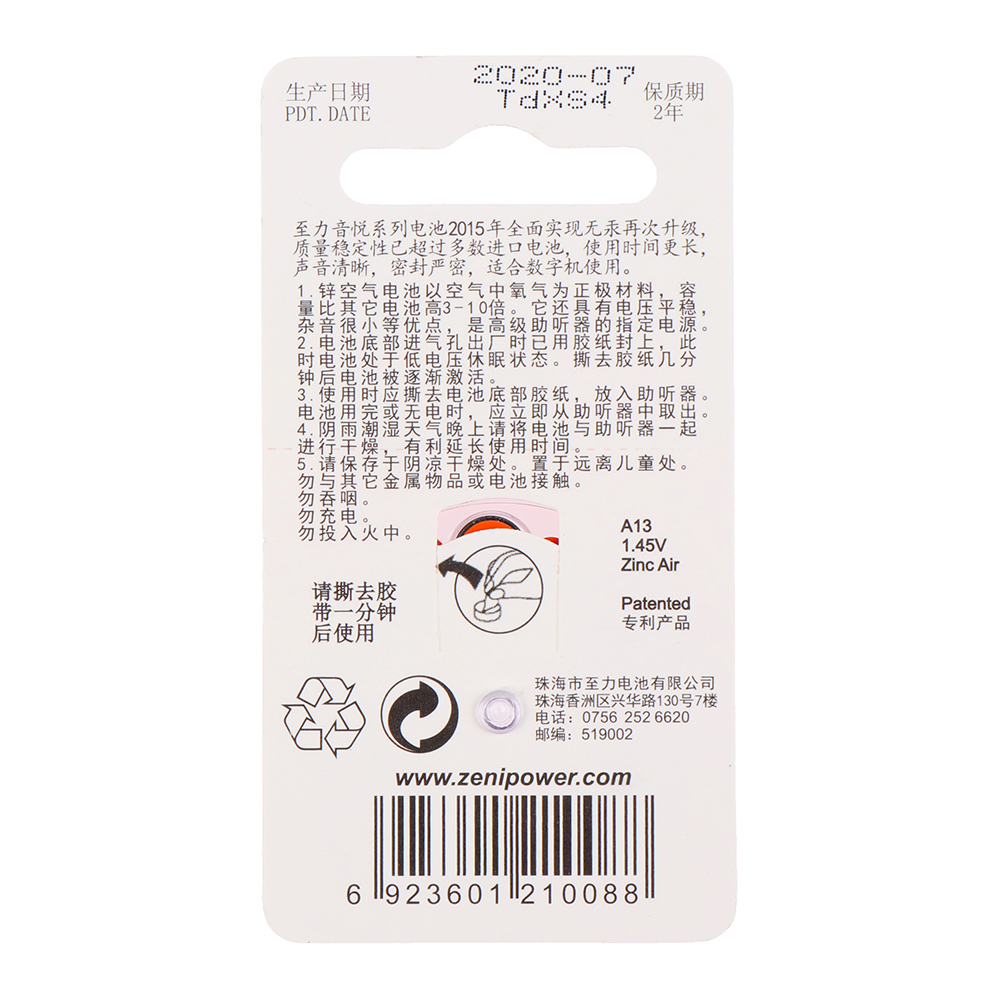 2020-07
TdXS4
生产日期
PDT.DATE
保质期
2年
至力音悦系列电池2015年全面实现无汞再次升级,
质量稳定性已超过多数进口电池，使用时间更长,
声音清晰，密封严密，适合数字机使用。
1.锌空气电池以空气中氧气为正极材料，容
量比其它电池高3-10倍。它还具有电压平稳,
杂音很小等优点，是高级助听器的指定电源。
2.电池底部进气孔出厂时已用胶纸封上，此
时电池处于低电压休眠状态。撕去胶纸几分
钟后电池被逐渐激活。
3.使用时应撕去电池底部胶纸，放入助听器。
电池用完或无电时，应立即从助听器中取出。
4.阴雨潮湿天气晚上请将电池与助听器一起
进行干燥，有利延长使用时间。
5.请保存于阴凉干燥处。置于远离儿童处。
勿与其它金属物品或电池接触。
勿吞咽。
勿充电。
勿投入火中。
请撕去胶
带一分钟
后使用
A13
1.45V
Zinc Air
Patented
专利产品
珠海市至力电池有限公司
珠海香洲区兴华路130号7楼
电话：0756 252 6620
邮编：519002
www.zenipower.com
6 923601 210088